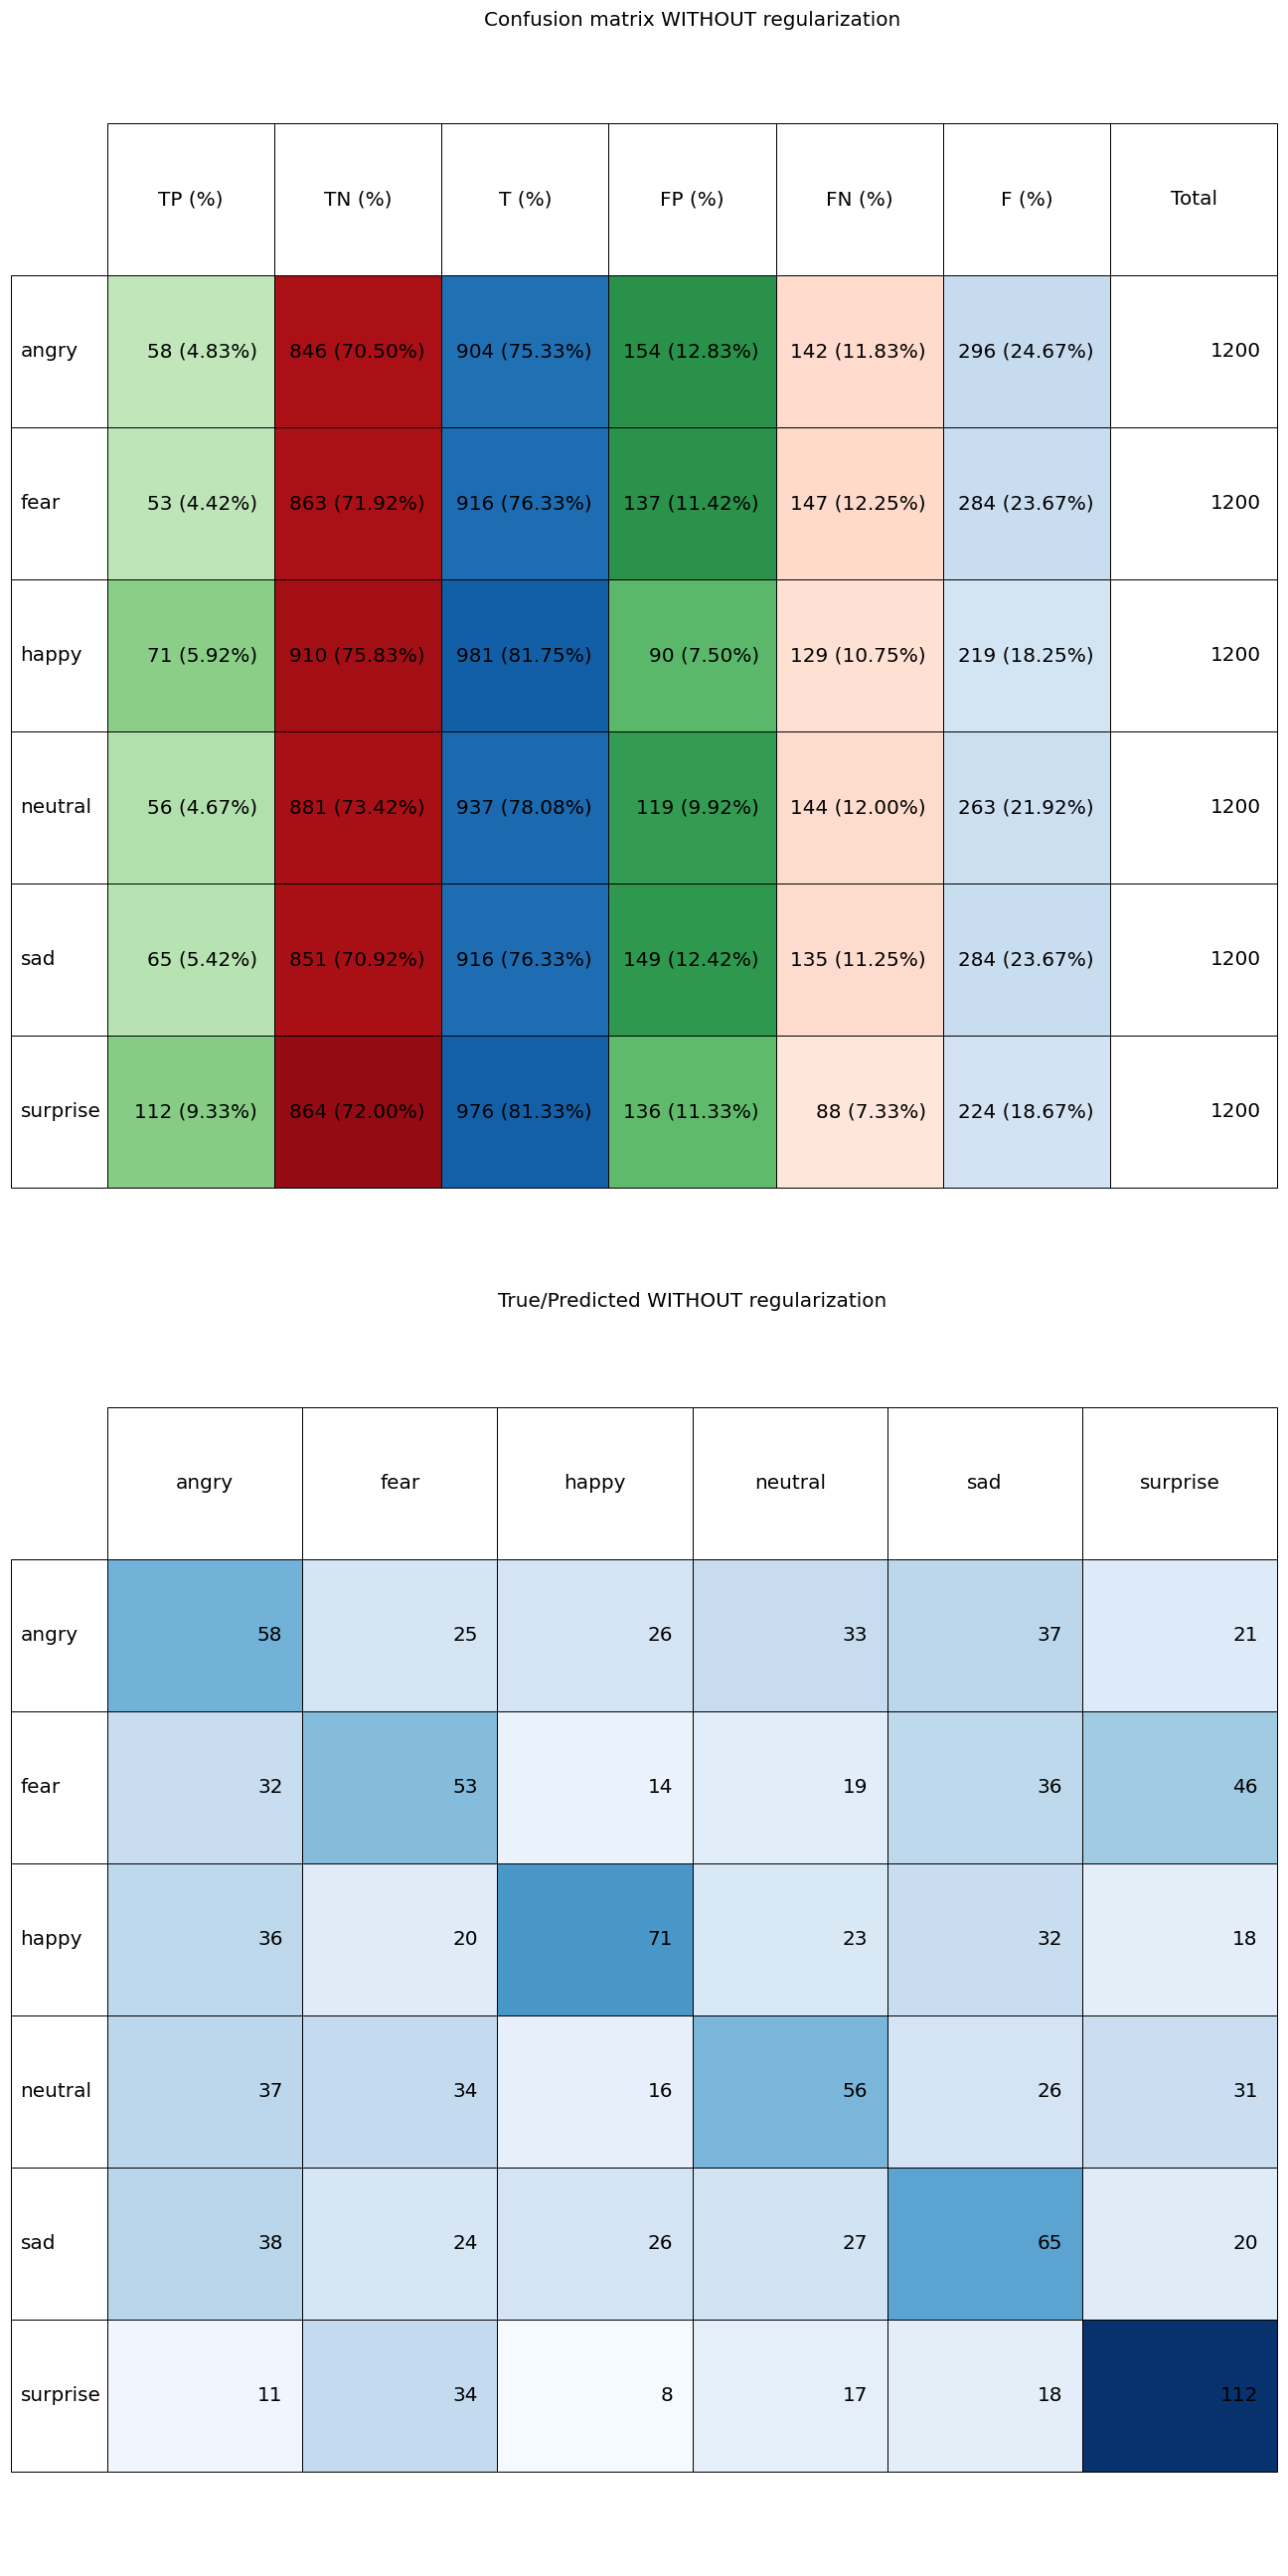 Confusion matrix WITHOUT regularization
TP (%) TN (%) T (%) FP (%) FN (%) F (%) Total
angry 58 (4.83%) 846 (70.50%) 904 (75.33%) 154 (12.83%) 142 (11.83%) 296 (24.67%) 1200
fear 53 (4.42%) 863 (71.92%) 916 (76.33%) 137 (11.42%) 147 (12.25%) 284 (23.67%) 1200
happy 71 (5.92%) 910 (75.83%) 981 (81.75%) 90 (7.50%) 129 (10.75%) 219 (18.25%) 1200
neutral 56 (4.67%) 881 (73.42%) 937 (78.08%) 119 (9.92%) 144 (12.00%) 263 (21.92%) 1200
sad 65 (5.42%) 851 (70.92%) 916 (76.33%) 149 (12.42%) 135 (11.25%) 284 (23.67%) 1200
surprise 112 (9.33%) 864 (72.00%) 976 (81.33%) 136 (11.33%) 88 (7.33%) 224 (18.67%) 1200
True/Predicted WITHOUT regularization
angry fear happy neutral sad surprise
angry 58 25 26 33 37 21
fear 32 53 14 19 36 46
happy 36 20 71 23 32 18
neutral 37 34 16 56 26 31
sad 38 24 26 27 65 20
surprise 11 34 8 17 18 112